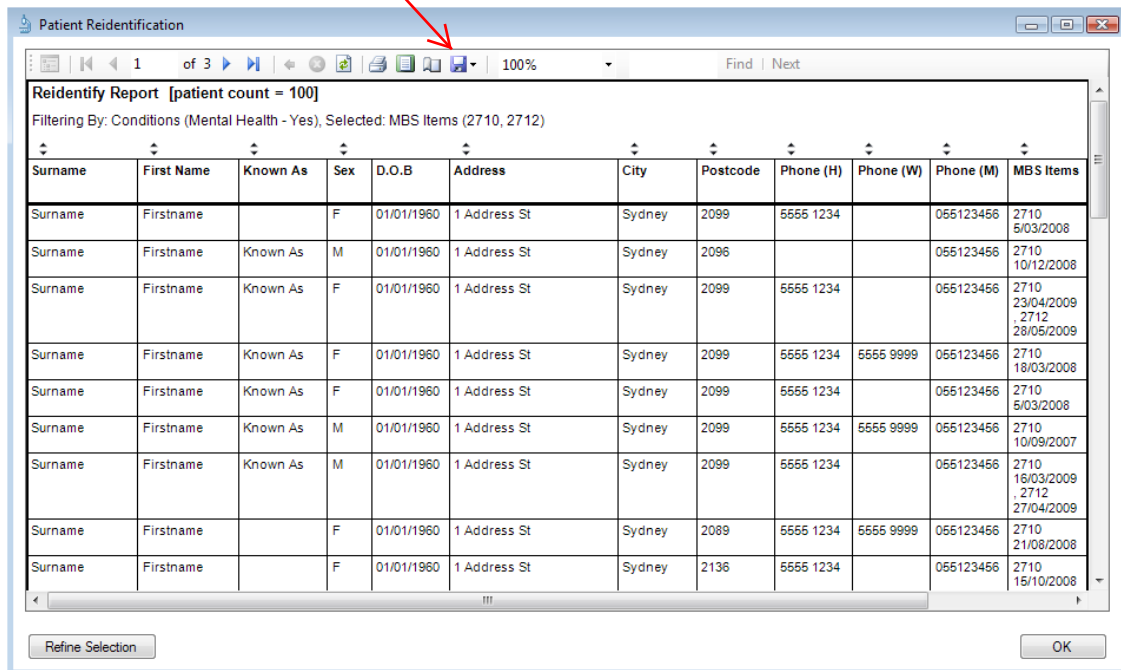 Patient Reidentification
1 of 3 100% Find | Next
Reidentify Report [patient count = 100]
Filtering By: Conditions (Mental Health - Yes), Selected: MBS Items (2710, 2712)
Surname First Name Known As Sex D.O.B Address City Postcode Phone (H) Phone (W) Phone (M) MBS Items
Surname Firstname F 01/01/1960 1 Address St Sydney 2099 5555 1234 055123456 2710
5/03/2008
Surname Firstname Known As M 01/01/1960 1 Address St Sydney 2096 055123456 2710
10/12/2008
Surname Firstname Known As F 01/01/1960 1 Address St Sydney 2099 5555 1234 055123456 2710
23/04/2009
, 2712
28/05/2009
Surname Firstname Known As F 01/01/1960 1 Address St Sydney 2099 5555 1234 5555 9999 055123456 2710
18/03/2008
Surname Firstname Known As F 01/01/1960 1 Address St Sydney 2099 5555 1234 055123456 2710
5/03/2008
Surname Firstname Known As M 01/01/1960 1 Address St Sydney 2099 5555 1234 5555 9999 055123456 2710
10/09/2007
Surname Firstname Known As M 01/01/1960 1 Address St Sydney 2099 5555 1234 055123456 2710
16/03/2009
, 2712
27/04/2009
Surname Firstname F 01/01/1960 1 Address St Sydney 2089 5555 1234 5555 9999 055123456 2710
21/08/2008
Surname Firstname F 01/01/1960 1 Address St Sydney 2136 5555 1234 055123456 2710
15/10/2008
Refine Selection OK